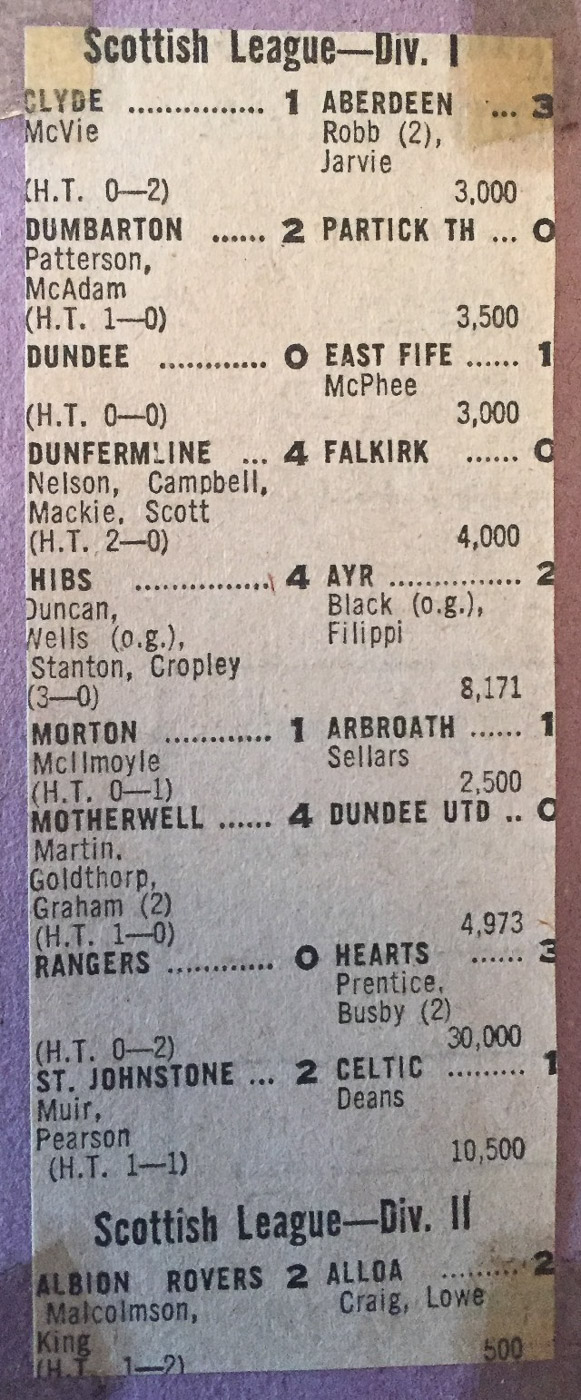 Scottish League—Div. I
CLYDE ............... 1 ABERDEEN ... 3
McVie Robb (2),
Jarvie
(H.T. 0—2) 3,000
DUMBARTON ...... 2 PARTICK TH ... 0
Patterson,
McAdam
(H.T. 1—0) 3,500
DUNDEE ............ 0 EAST FIFE ...... 1
McPhee
(H.T. 0—0) 3,000
DUNFERMLINE ... 4 FALKIRK ...... 0
Nelson, Campbell,
Mackie, Scott
(H.T. 2—0) 4,000
HIBS ............... 4 AYR ............... 2
Duncan, Black (o.g.),
Wells (o.g.), Filippi
Stanton, Cropley
(3—0) 8,171
MORTON ............ 1 ARBROATH ...... 1
McIlmoyle Sellars
(H.T. 0—1) 2,500
MOTHERWELL ...... 4 DUNDEE UTD .. 0
Martin,
Goldthorp,
Graham (2)
(H.T. 1—0) 4,973
RANGERS ............ 0 HEARTS ...... 3
Prentice,
Busby (2)
(H.T. 0—2) 30,000
ST. JOHNSTONE ... 2 CELTIC ......... 1
Muir, Deans
Pearson
(H.T. 1—1) 10,500
Scottish League—Div. II
ALBION ROVERS 2 ALLOA ......... 2
Malcolmson, Craig, Lowe
King
(H.T. 1—2) 500